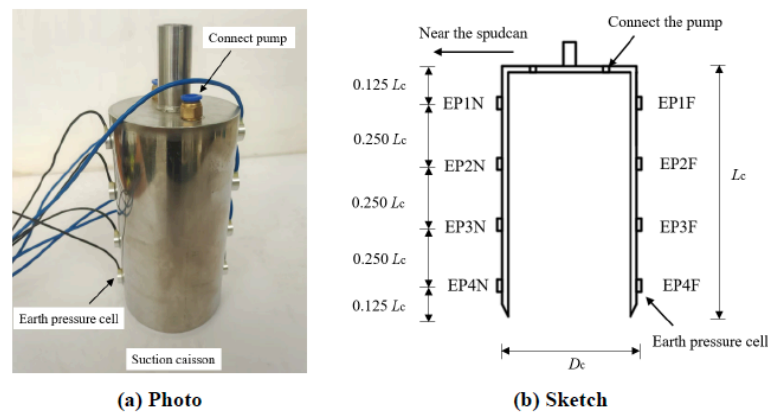 Connect pump
Earth pressure cell
Suction caisson
(a) Photo
Near the spudcan
Connect the pump
0.125 Lc
EP1N
EP1F
0.250 Lc
EP2N
EP2F
0.250 Lc
Lc
EP3N
EP3F
0.250 Lc
EP4N
EP4F
0.125 Lc
Earth pressure cell
Dc
(b) Sketch